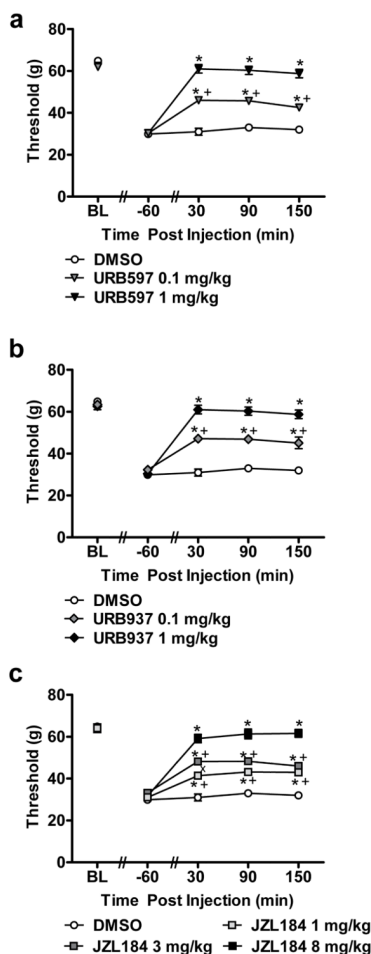 a
80
60
40
20
0
Threshold (g)
* * *
*+ *+ *+
BL -60 30 90 150
Time Post Injection (min)
DMSO
URB597 0.1 mg/kg
URB597 1 mg/kg
b
80
60
40
20
0
Threshold (g)
* * *
*+ *+ *+
BL -60 30 90 150
Time Post Injection (min)
DMSO
URB937 0.1 mg/kg
URB937 1 mg/kg
c
80
60
40
20
0
Threshold (g)
* * *
*+ *+ *+
x
*+ *+ *+
BL -60 30 90 150
Time Post Injection (min)
DMSO JZL184 1 mg/kg
JZL184 3 mg/kg JZL184 8 mg/kg